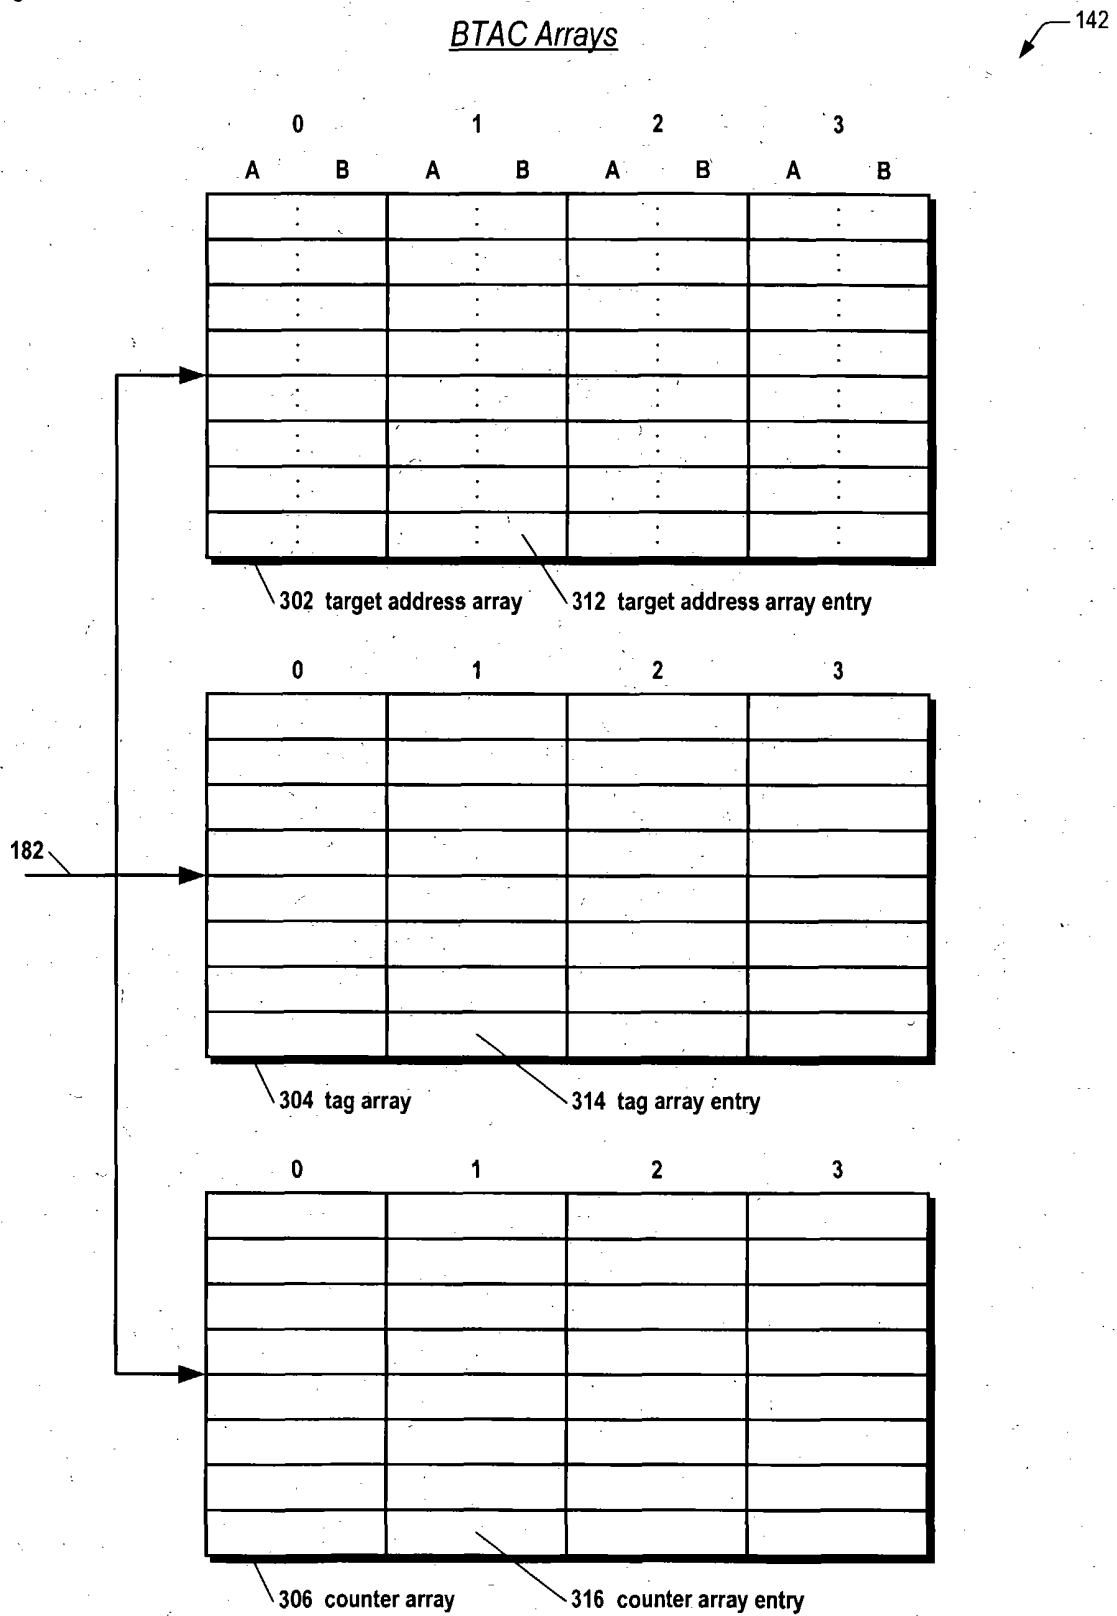 BTAC Arrays
142
0 1 2 3
A B A B A B A B
302 target address array 312 target address array entry
0 1 2 3
182
304 tag array 314 tag array entry
0 1 2 3
306 counter array 316 counter array entry